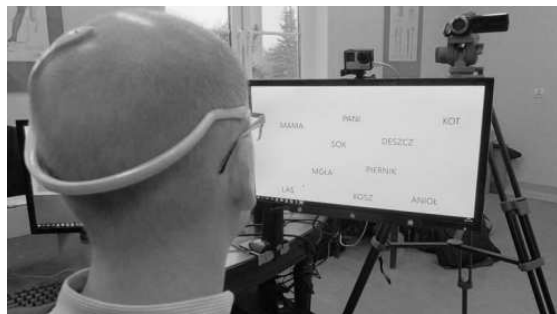 PANI
KOT
MAMA
SOK
DESZCZ
MGŁA
PIERNIK
LAS
KOSZ
ANIOŁ